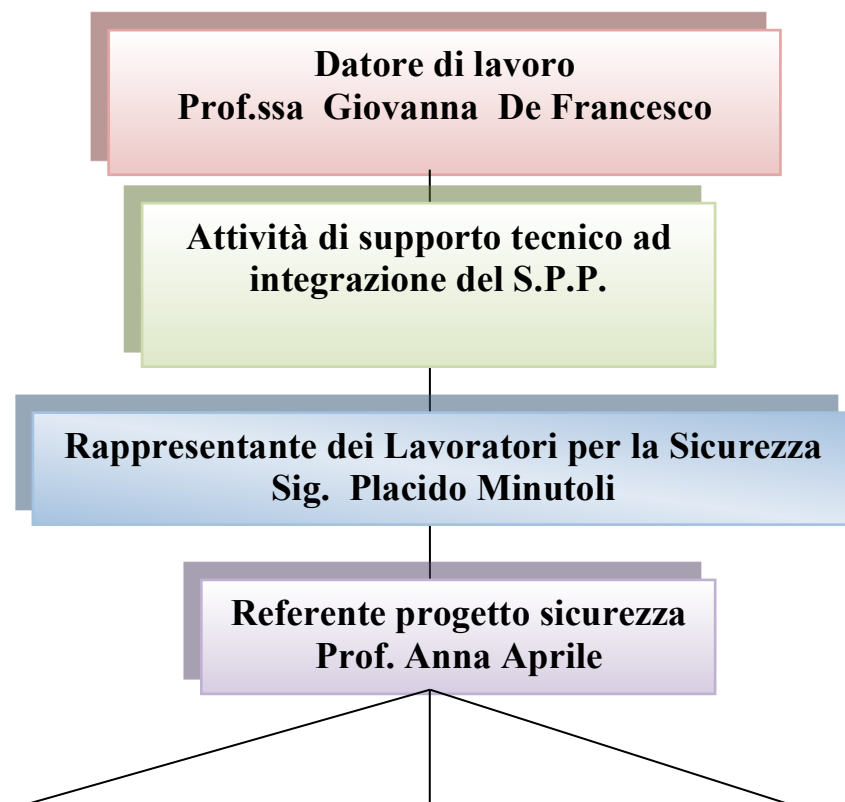 Datore di lavoro
Prof.ssa Giovanna De Francesco
Attività di supporto tecnico ad
integrazione del S.P.P.
Rappresentante dei Lavoratori per la Sicurezza
Sig. Placido Minutoli
Referente progetto sicurezza
Prof. Anna Aprile